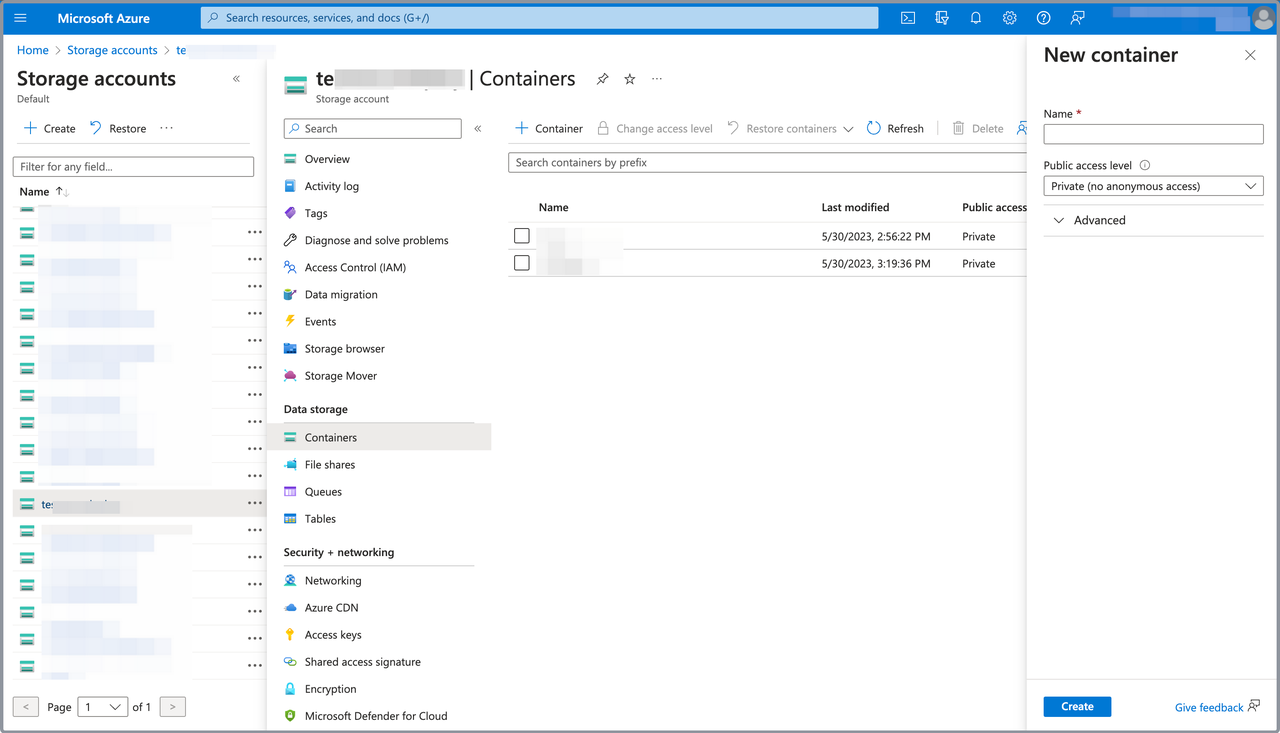 Microsoft Azure
Search resources, services, and docs (G+/)
Home > Storage accounts > te
Storage accounts
Default
Create
Restore
Filter for any field...
Name
tes
< Page 1 of 1 >
te | Containers
Storage account
Search
Overview
Activity log
Tags
Diagnose and solve problems
Access Control (IAM)
Data migration
Events
Storage browser
Storage Mover
Data storage
Containers
File shares
Queues
Tables
Security + networking
Networking
Azure CDN
Access keys
Shared access signature
Encryption
Microsoft Defender for Cloud
Container
Change access level
Restore containers
Refresh
Delete
Search containers by prefix
Name Last modified Public access
5/30/2023, 2:56:22 PM Private
5/30/2023, 3:19:36 PM Private
New container
Name *
Public access level
Private (no anonymous access)
Advanced
Create
Give feedback